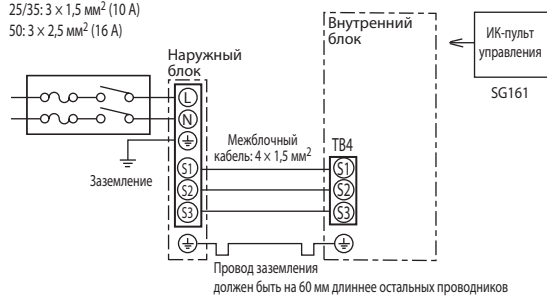 25/35: 3 × 1,5 мм² (10 А)
50: 3 × 2,5 мм² (16 А)
Внутренний
блок
ИК-пульт
управления
SG161
Наружный
блок
L
N
Межблочный
кабель: 4 × 1,5 мм²
TB4
Заземление
S1
S1
S2
S2
S3
S3
Провод заземления
должен быть на 60 мм длиннее остальных проводников